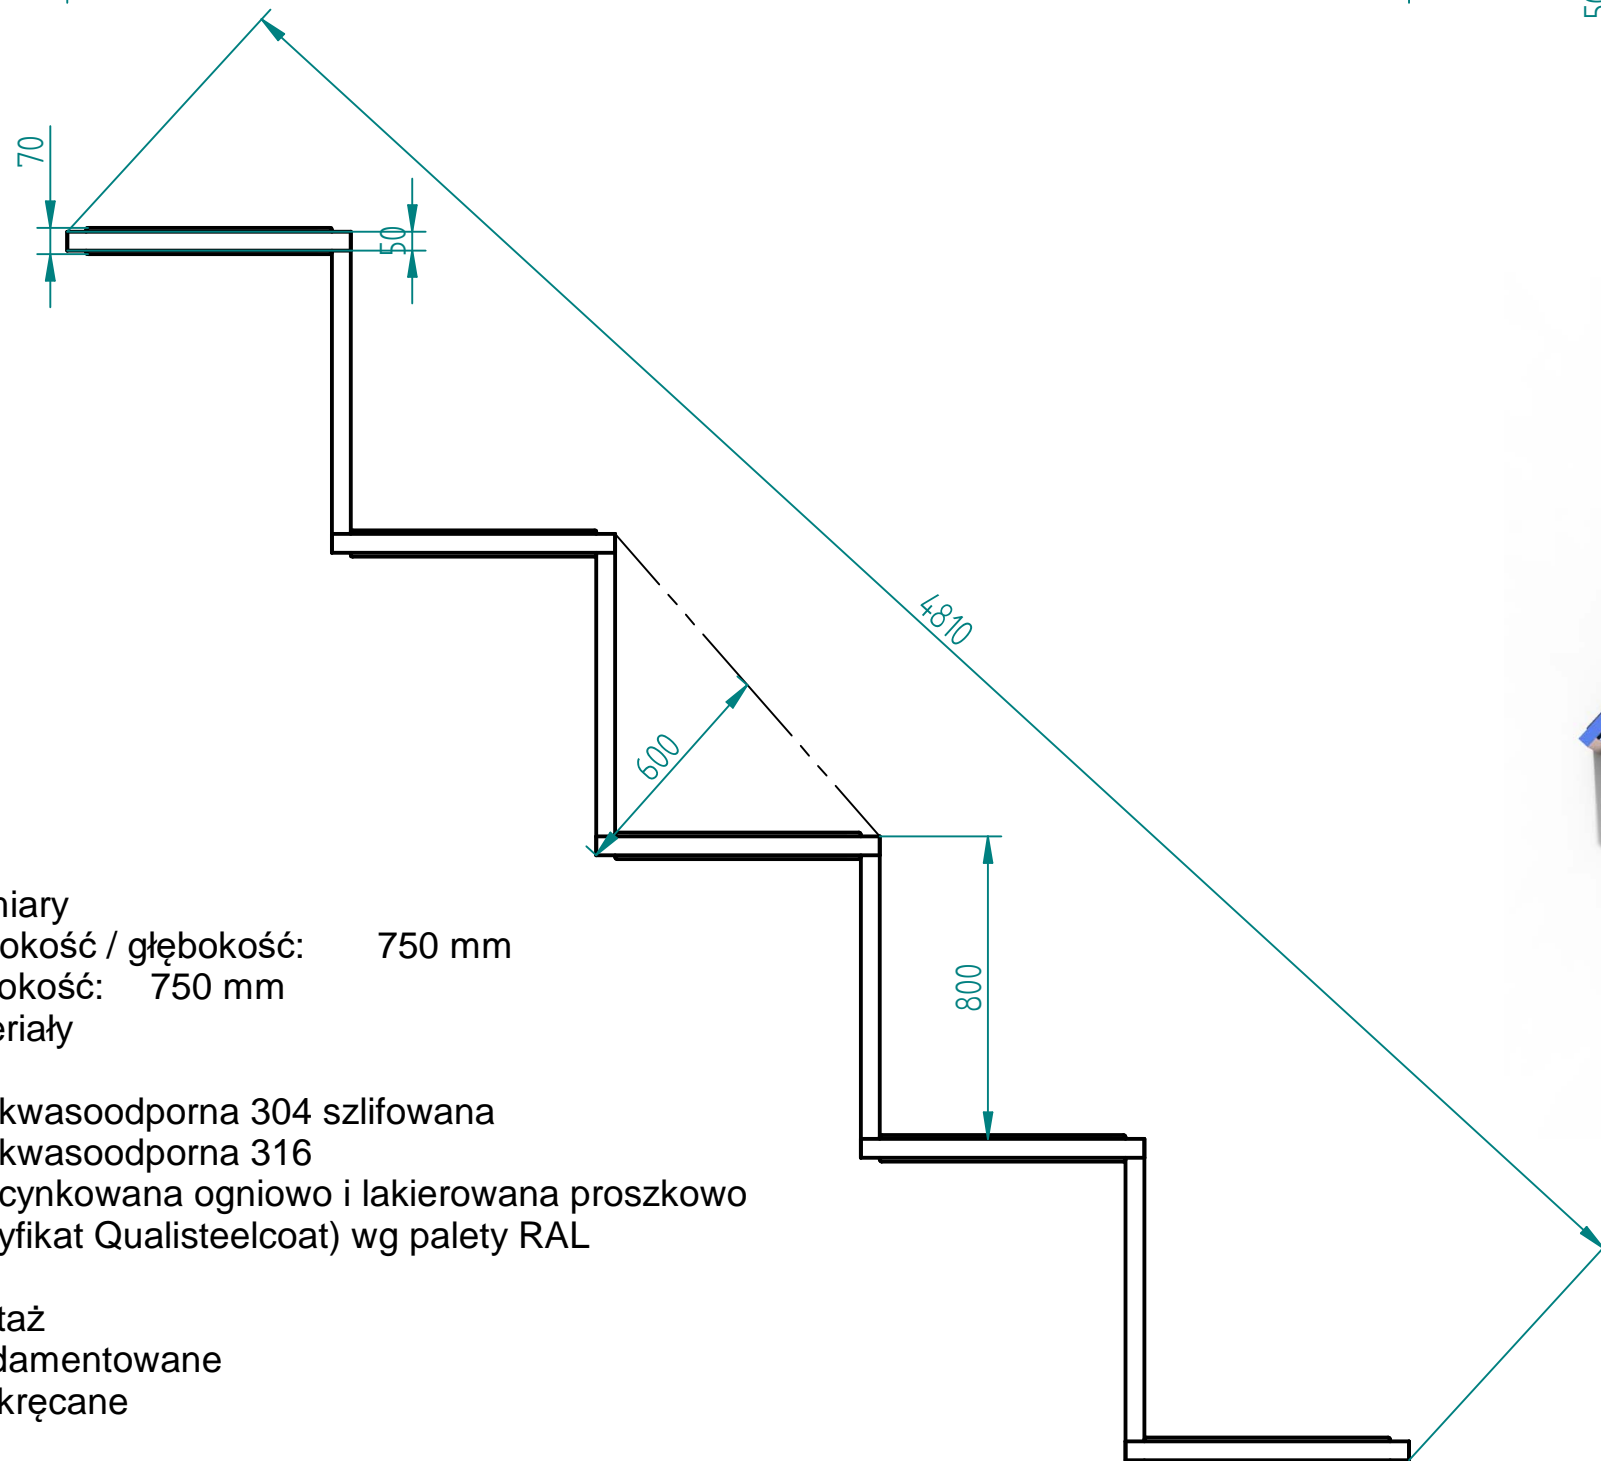 50
70
50
4810
600
800
miary
okość / głębokość: 750 mm
okość: 750 mm
eriały
kwasoodporna 304 szlifowana
kwasoodporna 316
cynkowana ogniowo i lakierowana proszkowo
yfikat Qualisteelcoat) wg palety RAL
taż
damentowane
kręcane